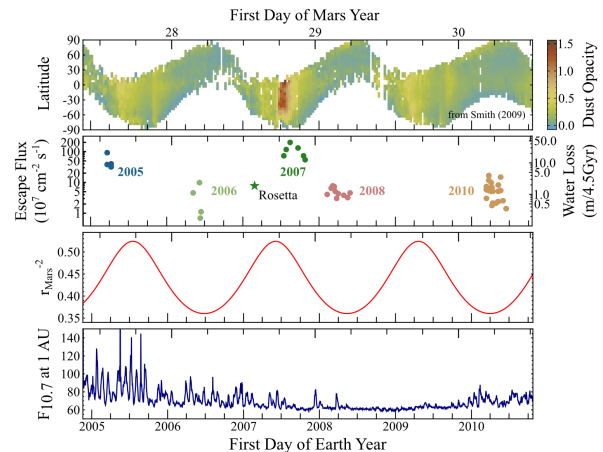 First Day of Mars Year
28 29 30
90
60
30
0
-30
-60
-90
Latitude
from Smith (2009)
1.5
1.0
0.5
0.0
Dust Opacity
200
100
50
20
10
5
2
1
Escape Flux
(10⁷ cm⁻² s⁻¹)
2005
2006
2007
Rosetta
2008
2010
50.0
10.0
5.0
1.0
0.5
Water Loss
(m/4.5Gyr)
0.50
0.45
0.40
0.35
r_Mars⁻²
140
120
100
80
60
F10.7 at 1 AU
2005 2006 2007 2008 2009 2010
First Day of Earth Year